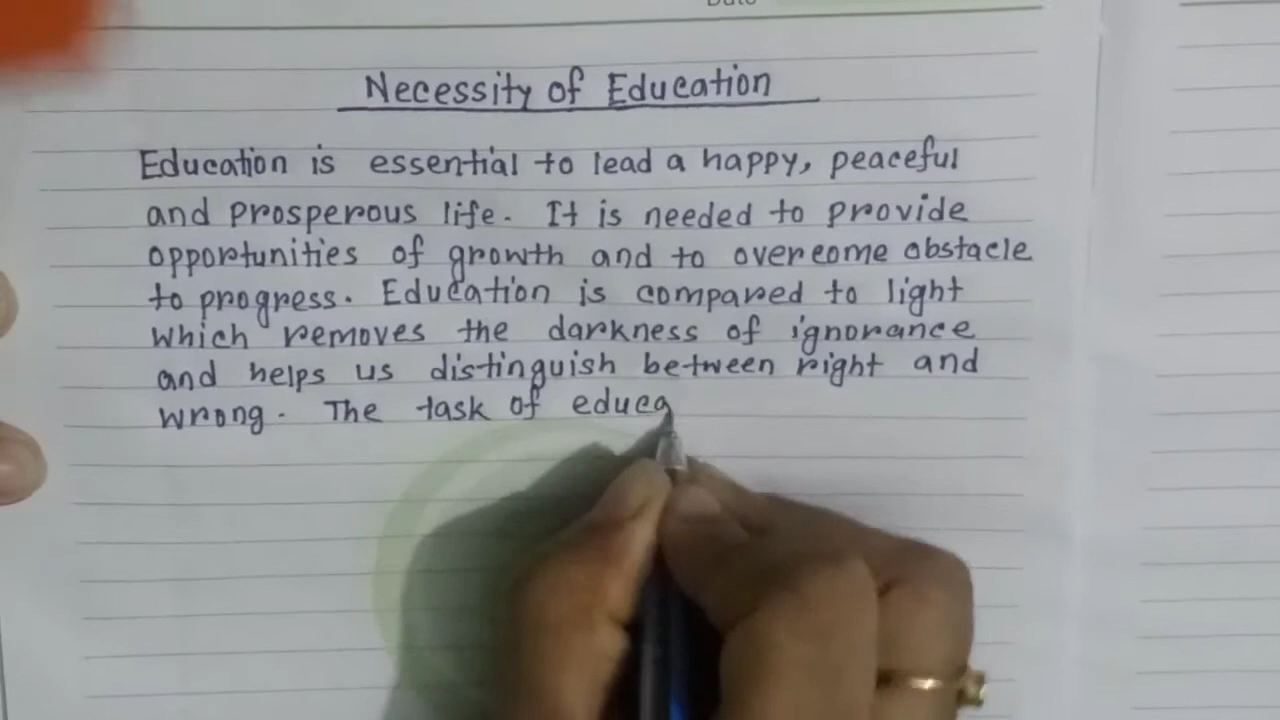 Necessity of Education
Education is essential to lead a happy, peaceful
and prosperous life. It is needed to provide
opportunities of growth and to overcome obstacle
to progress. Education is compared to light
which removes the darkness of ignorance
and helps us distinguish between right and
wrong. The task of educa